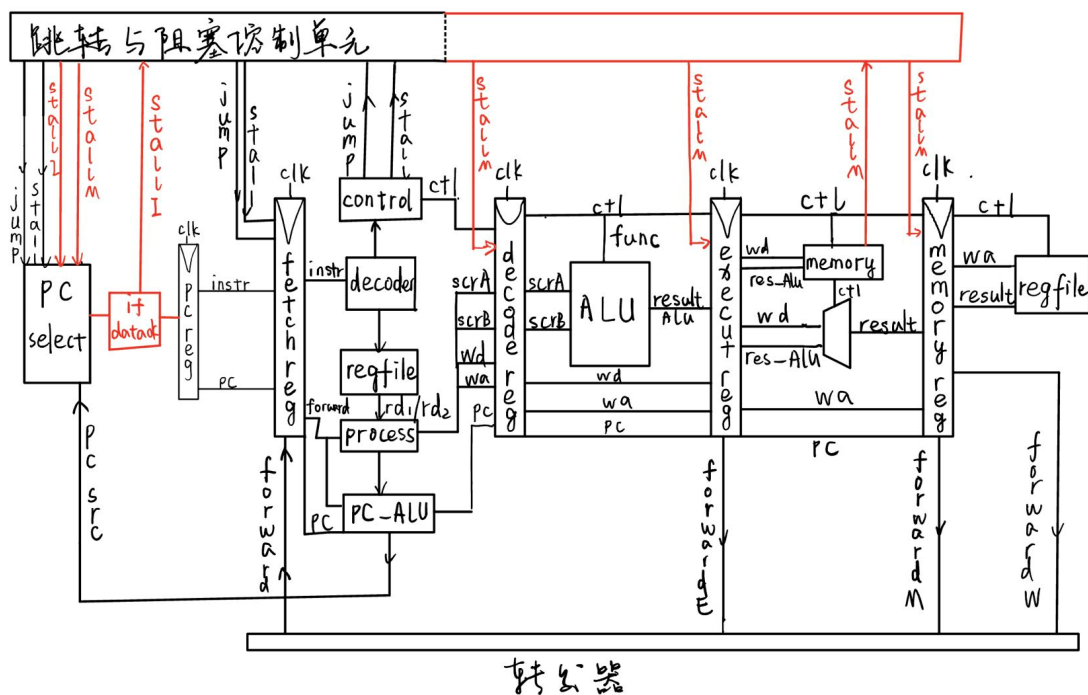 跳转与阻塞控制单元
jump
stall
stallI
stallM
stallI
jump
stall
jump
stall
stallM
stallM
stallM
stallM
clk
clk
clk
clk
clk
control
ctl
PC
select
if
dataok
pc reg
instr
PC
fetch reg
instr
decoder
regfile
rd1/rd2
forward
process
PC
PC_ALU
pc
scrA
scrB
wd
wa
decode reg
ctl
func
scrA
scrB
ALU
result
ALU
wd
wa
PC
execut reg
ctl
wd
res_Alu
memory
ctl
wd
res_ALU
result
wa
PC
memory reg
ctl
wa
result
regfile
PC src
forward
forwardE
forwardM
forwardW
转发器